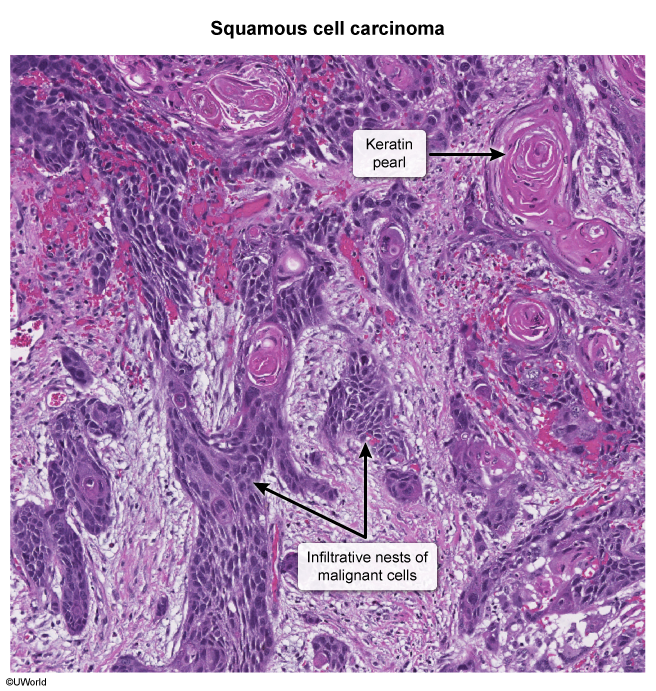 Squamous cell carcinoma
Keratin
pearl
Infiltrative nests of
malignant cells
©UWorld